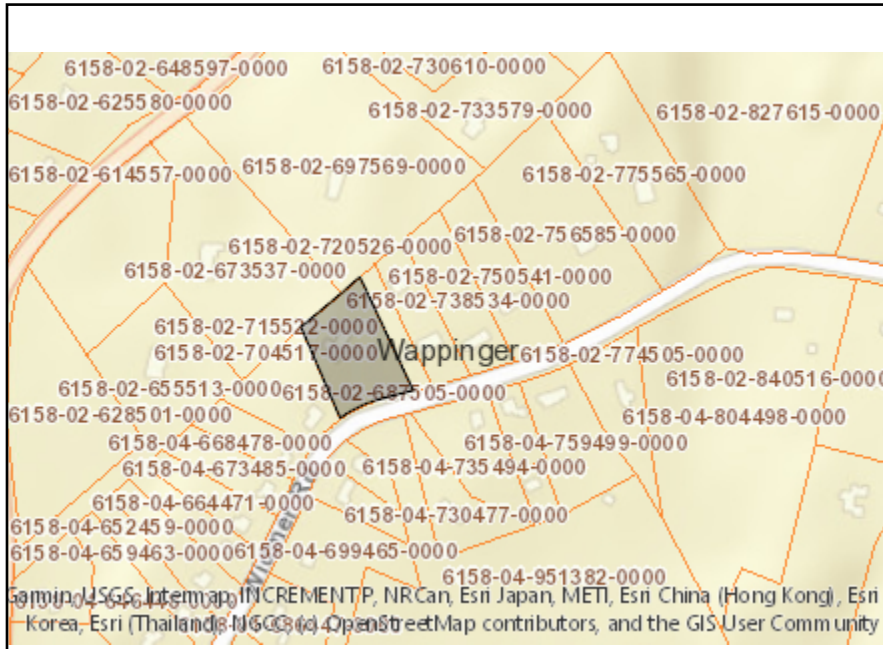 6158-02-648597-0000 6158-02-730610-0000
6158-02-625580-0000 6158-02-733579-0000 6158-02-827615-0000
6158-02-614557-0000 6158-02-697569-0000 6158-02-775565-0000
6158-02-720526-0000 6158-02-756585-0000
6158-02-673537-0000 6158-02-750541-0000
6158-02-738534-0000
6158-02-715522-0000
6158-02-704517-0000 Wappinger 6158-02-774505-0000
6158-02-655513-0000 6158-02-687505-0000 6158-02-840516-0000
6158-02-628501-0000 6158-04-804498-0000
6158-04-668478-0000 6158-04-759499-0000
6158-04-673485-0000 6158-04-735494-0000
6158-04-664471-0000
6158-04-652459-0000 6158-04-730477-0000
6158-04-659463-0000 6158-04-699465-0000
6158-04-951382-0000
Garmin, USGS, Intermap, INCREMENT P, NRCan, Esri Japan, METI, Esri China (Hong Kong), Esri
Korea, Esri (Thailand), NGCC, (c) OpenStreetMap contributors, and the GIS User Community